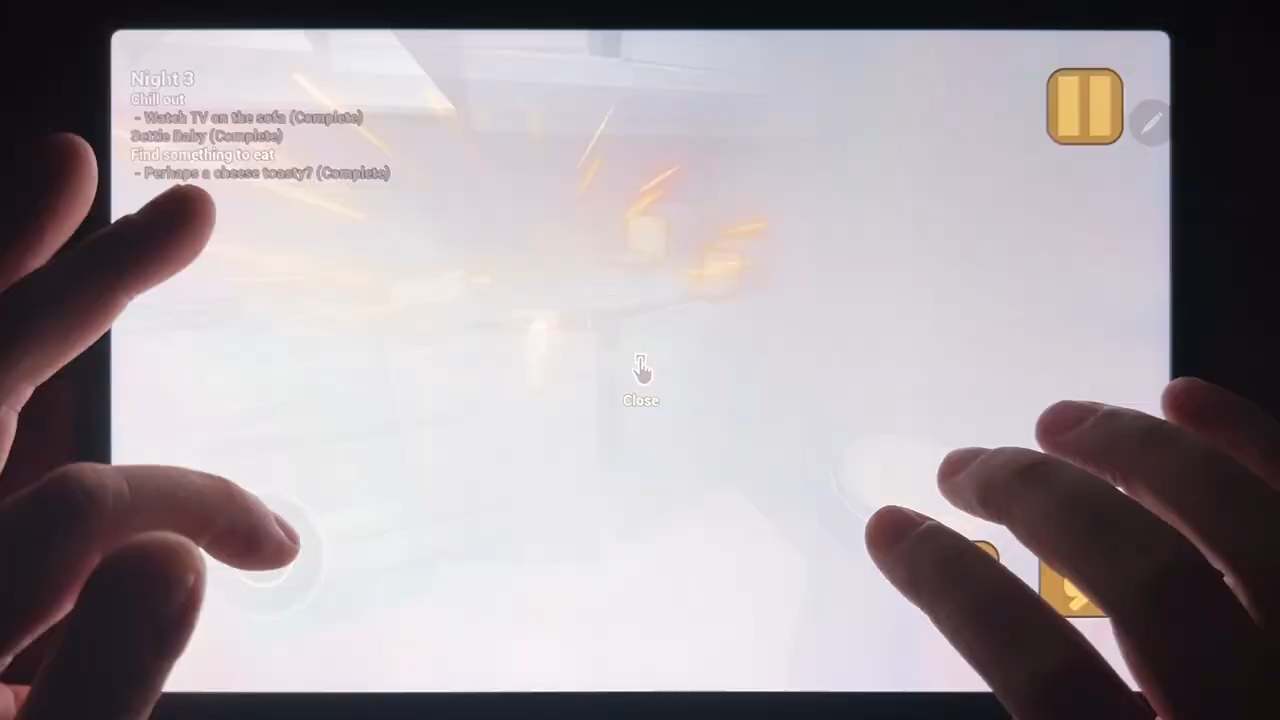 Night 3
Chill out
- Watch TV on the sofa (Complete)
Settle Baby (Complete)
Find something to eat
- Perhaps a cheese toasty? (Complete)
Close